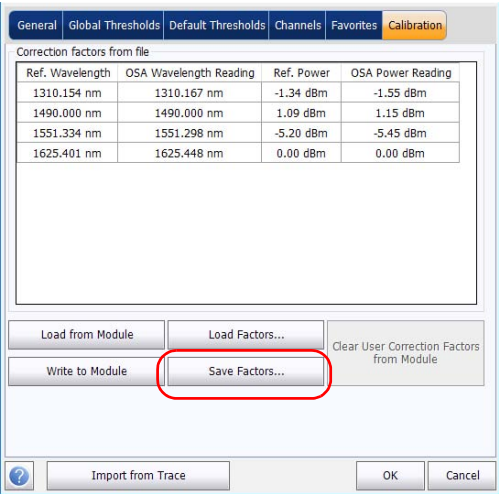 General Global Thresholds Default Thresholds Channels Favorites Calibration
Correction factors from file
Ref. Wavelength OSA Wavelength Reading Ref. Power OSA Power Reading
1310.154 nm 1310.167 nm -1.34 dBm -1.55 dBm
1490.000 nm 1490.000 nm 1.09 dBm 1.15 dBm
1551.334 nm 1551.298 nm -5.20 dBm -5.45 dBm
1625.401 nm 1625.448 nm 0.00 dBm 0.00 dBm
Load from Module Load Factors...
Clear User Correction Factors
from Module
Write to Module Save Factors...
? Import from Trace OK Cancel